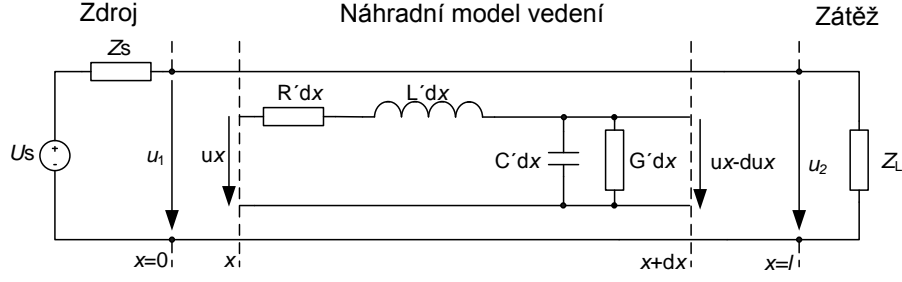 Zdroj
Náhradní model vedení
Zátěž
Zs
R´dx
L´dx
Us
u1
ux
C´dx
G´dx
ux-dux
u2
ZL
x=0
x
x+dx
x=l